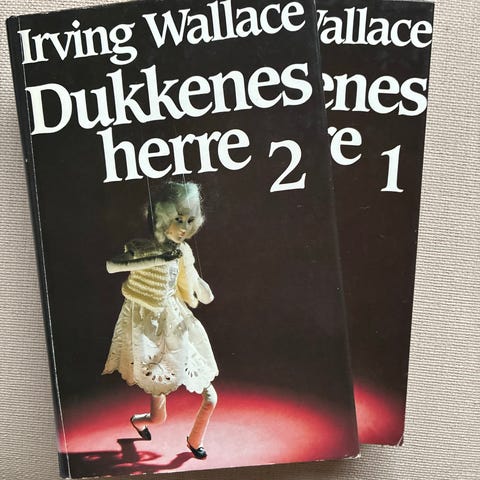 Irving Wallace
Dukkenes
herre 2
Wallace
enes
re 1